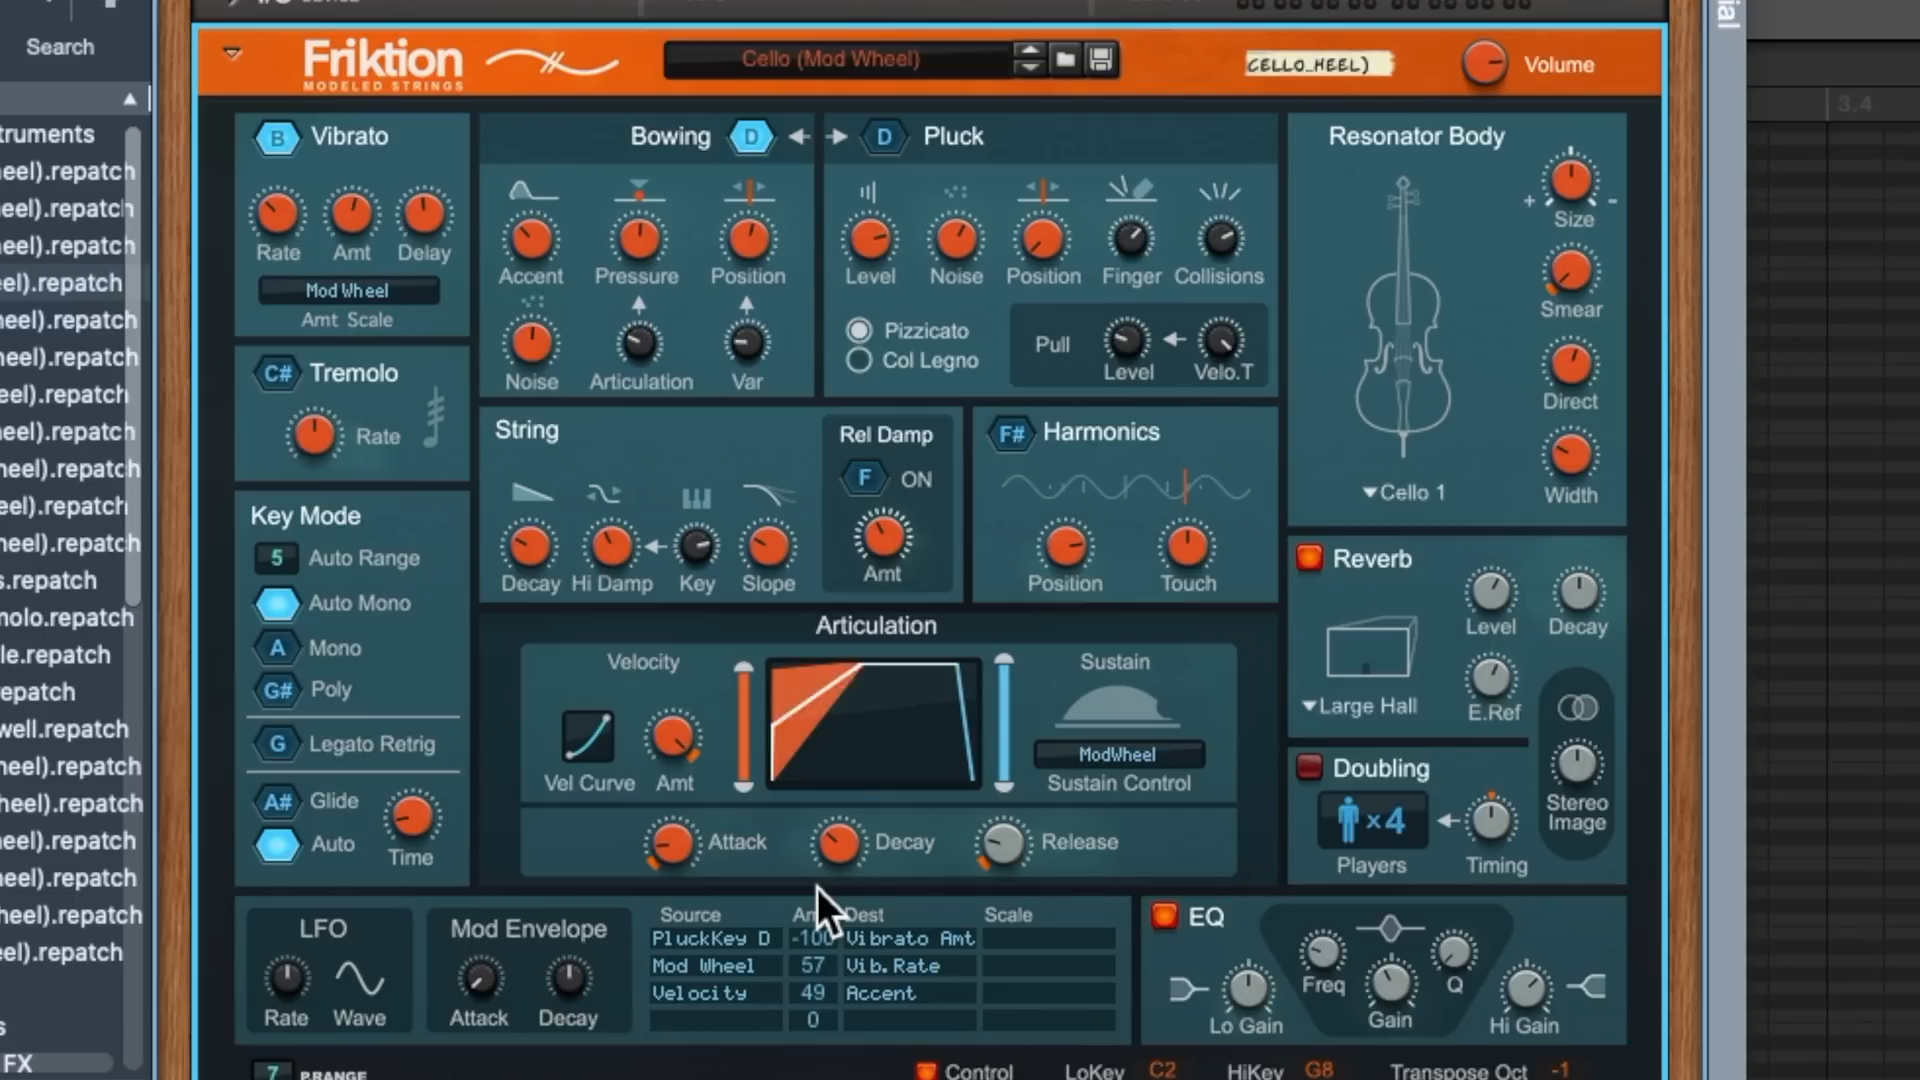 Search
Friktion
MODELED STRINGS
Cello (Mod Wheel)
CELLO_HEEL)
Volume
3.4
truments
heel).repatch
eel).repatch
eel).repatch
eel).repatch
heel).repatch
heel).repatch
eel).repatch
eel).repatch
eel).repatch
eel).repatch
eel).repatch
s.repatch
molo.repatch
le.repatch
epatch
well.repatch
eel).repatch
heel).repatch
eel).repatch
eel).repatch
heel).repatch
eel).repatch
s
FX
B Vibrato
Rate Amt Delay
Mod Wheel
Amt Scale
C# Tremolo
Rate
Key Mode
5 Auto Range
Auto Mono
A Mono
G# Poly
G Legato Retrig
A# Glide
Auto
Time
Bowing D
Accent Pressure Position
Noise Articulation Var
D Pluck
Level Noise Position Finger Collisions
Pizzicato
Col Legno
Pull
Level Velo.T
String
Decay Hi Damp Key Slope
Rel Damp
F ON
Amt
F# Harmonics
Position Touch
Articulation
Velocity
Vel Curve Amt
Sustain
ModWheel
Sustain Control
Attack Decay Release
Resonator Body
+ Size -
Smear
Direct
Width
Cello 1
Reverb
Level Decay
Large Hall
E.Ref
Doubling
×4
Players Timing
Stereo
Image
LFO
Rate Wave
Mod Envelope
Attack Decay
Source Dest Scale
PluckKey D -100 Vibrato Amt
Mod Wheel 57 Vib.Rate
Velocity 49 Accent
0
EQ
Freq Q
Lo Gain Gain Hi Gain
7 P.RANGE
Control LoKey C2 HiKey G8 Transpose Oct -1